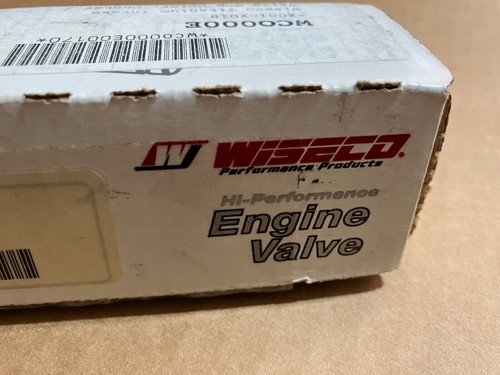 WC0000E
*WC0000E00170*
W WISECO®
Performance Products
Hi-Performance
Engine
Valve